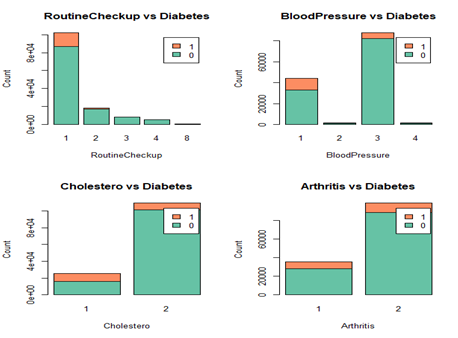 RoutineCheckup vs Diabetes
1
0
Count
0e+00
4e+04
8e+04
1 2 3 4 8
RoutineCheckup
BloodPressure vs Diabetes
1
0
Count
0
20000
60000
1 2 3 4
BloodPressure
Cholestero vs Diabetes
1
0
Count
0e+00
4e+04
8e+04
1 2
Cholestero
Arthritis vs Diabetes
1
0
Count
0
20000
60000
1 2
Arthritis